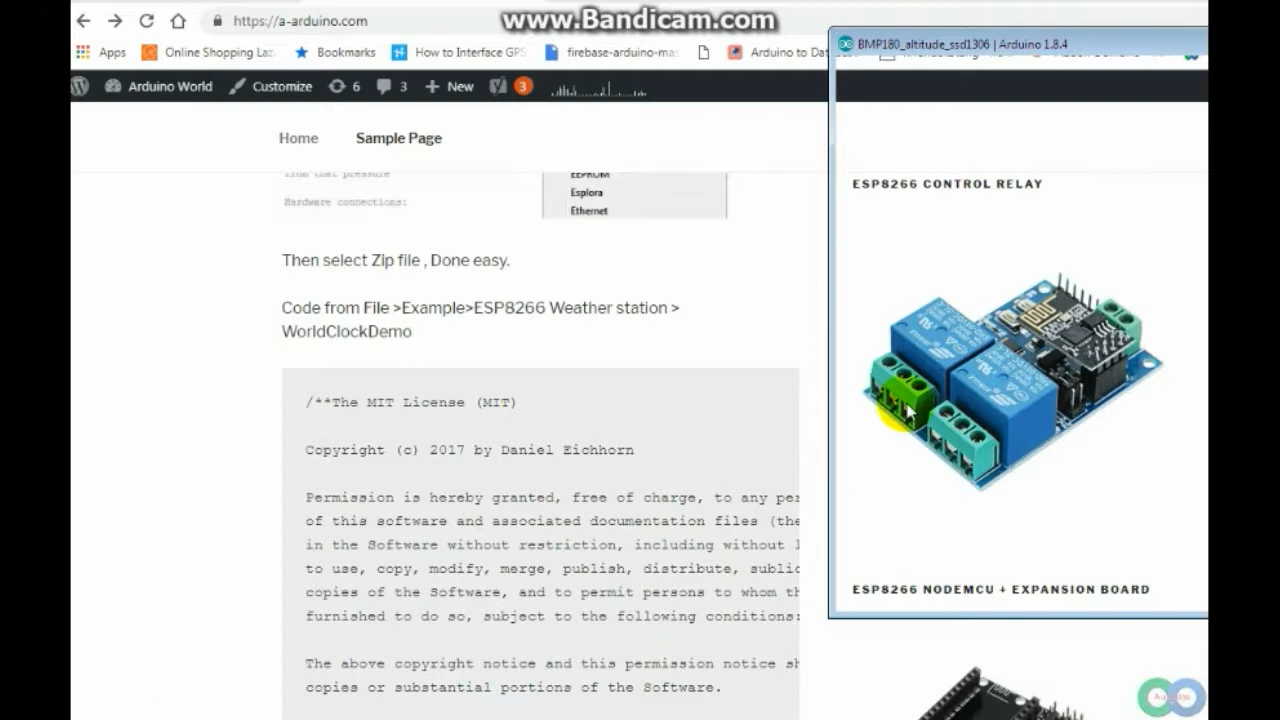 www.Bandicam.com
https://a-arduino.com
Apps
Online Shopping Laz
Bookmarks
How to Interface GPS
firebase-arduino-mas
Arduino to Da
BMP180_altitude_ssd1306 | Arduino 1.8.4
Arduino World
Customize
6
3
New
3
Home
Sample Page
from that pressure
Hardware connections:
EEPROM
Esplora
Ethernet
Then select Zip file , Done easy.
Code from File >Example>ESP8266 Weather station >
WorldClockDemo
/**The MIT License (MIT)
Copyright (c) 2017 by Daniel Eichhorn
Permission is hereby granted, free of charge, to any per
of this software and associated documentation files (the
in the Software without restriction, including without l
to use, copy, modify, merge, publish, distribute, sublic
copies of the Software, and to permit persons to whom th
furnished to do so, subject to the following conditions:
The above copyright notice and this permission notice sh
copies or substantial portions of the Software.
ESP8266 CONTROL RELAY
ESP8266 NODEMCU + EXPANSION BOARD